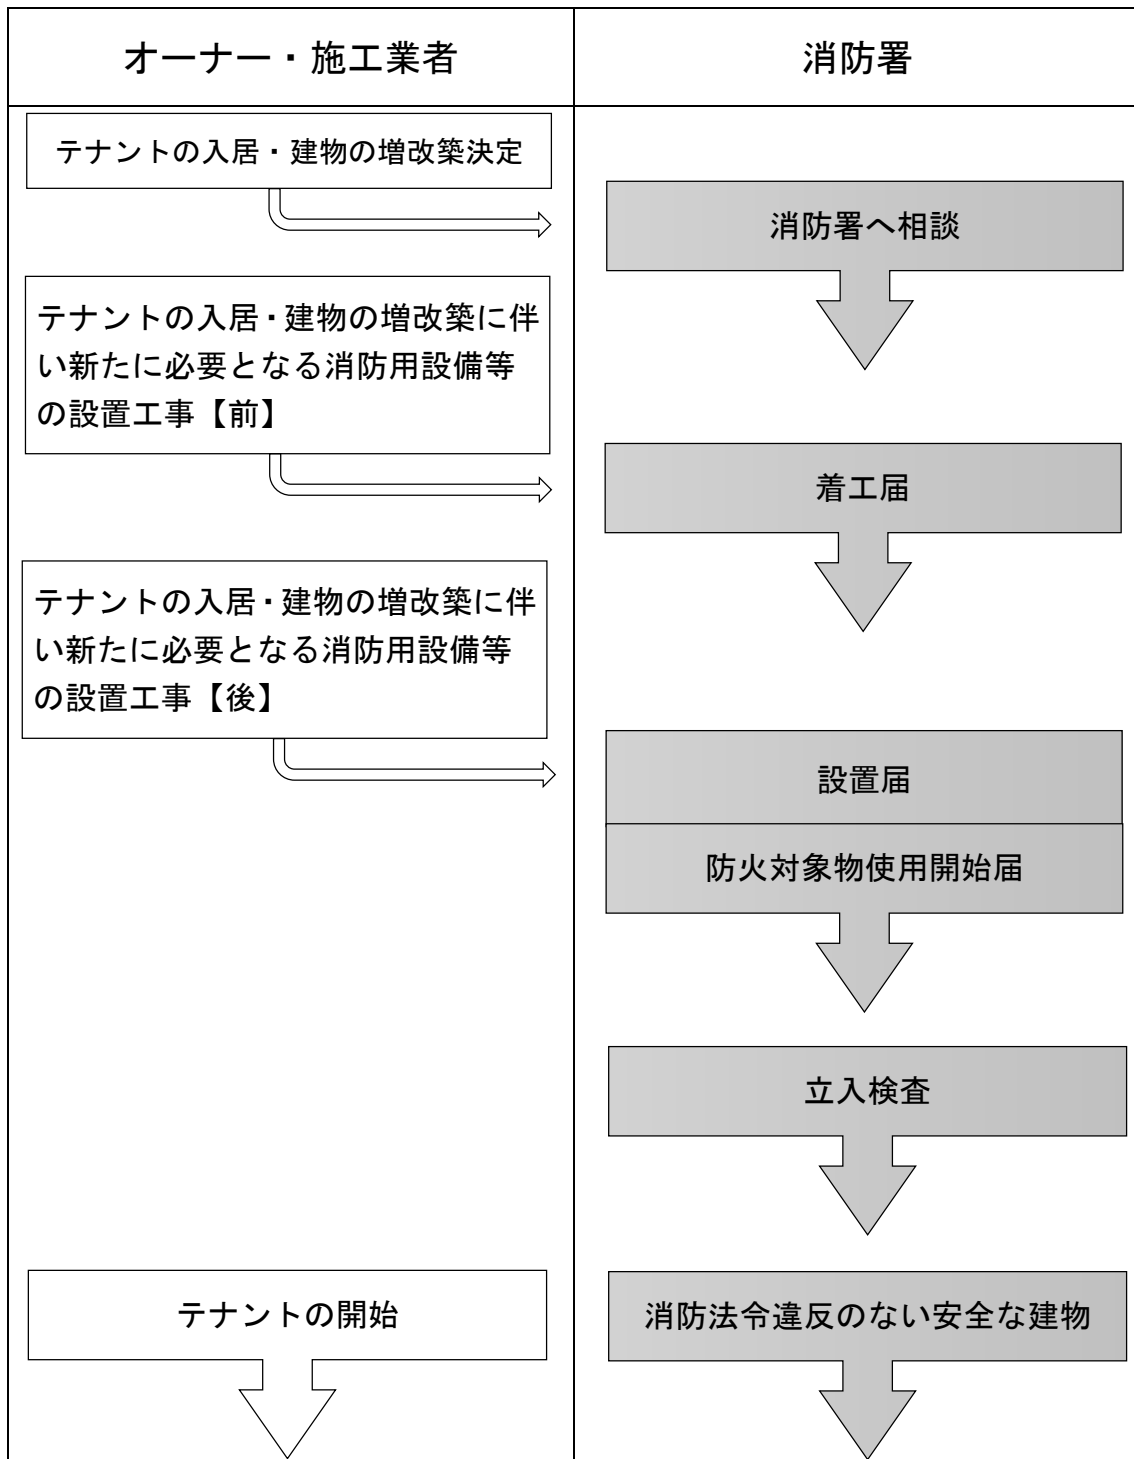 オーナー・施工業者
消防署
テナントの入居・建物の増改築決定
消防署へ相談
テナントの入居・建物の増改築に伴
い新たに必要となる消防用設備等
の設置工事【前】
着工届
テナントの入居・建物の増改築に伴
い新たに必要となる消防用設備等
の設置工事【後】
設置届
防火対象物使用開始届
立入検査
テナントの開始
消防法令違反のない安全な建物